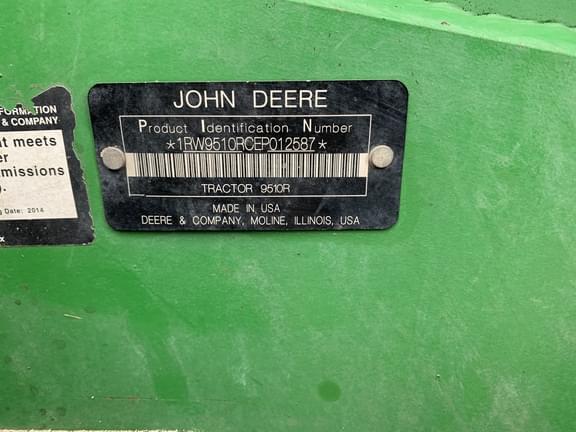 FORMATION
& COMPANY
t meets
er
missions
).
g Date: 2014
x
JOHN DEERE
Product Identification Number
*1RW9510RCEP012587*
TRACTOR 9510R
MADE IN USA
DEERE & COMPANY, MOLINE, ILLINOIS, USA